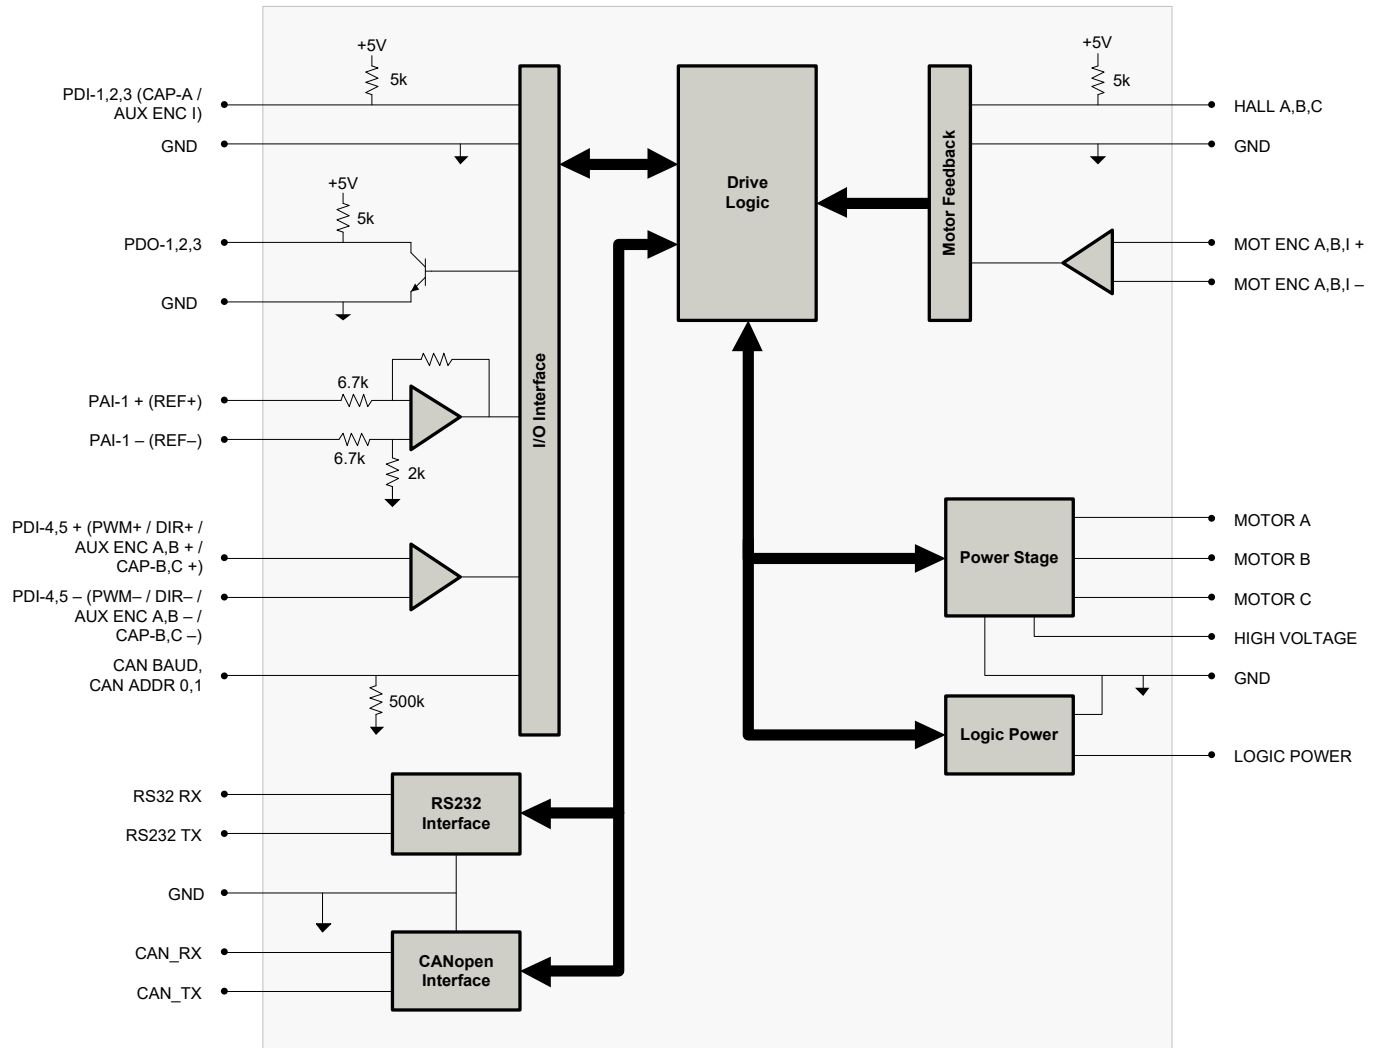 +5V
5k
PDI-1,2,3 (CAP-A /
AUX ENC I)
GND
+5V
5k
PDO-1,2,3
GND
6.7k
PAI-1 + (REF+)
PAI-1 – (REF–)
6.7k
2k
PDI-4,5 + (PWM+ / DIR+ /
AUX ENC A,B + /
CAP-B,C +)
PDI-4,5 – (PWM– / DIR– /
AUX ENC A,B – /
CAP-B,C –)
CAN BAUD,
CAN ADDR 0,1
500k
RS32 RX
RS232 TX
GND
CAN_RX
CAN_TX
I/O Interface
RS232
Interface
CANopen
Interface
Drive
Logic
Motor Feedback
+5V
5k
HALL A,B,C
GND
MOT ENC A,B,I +
MOT ENC A,B,I –
Power Stage
MOTOR A
MOTOR B
MOTOR C
HIGH VOLTAGE
GND
Logic Power
LOGIC POWER